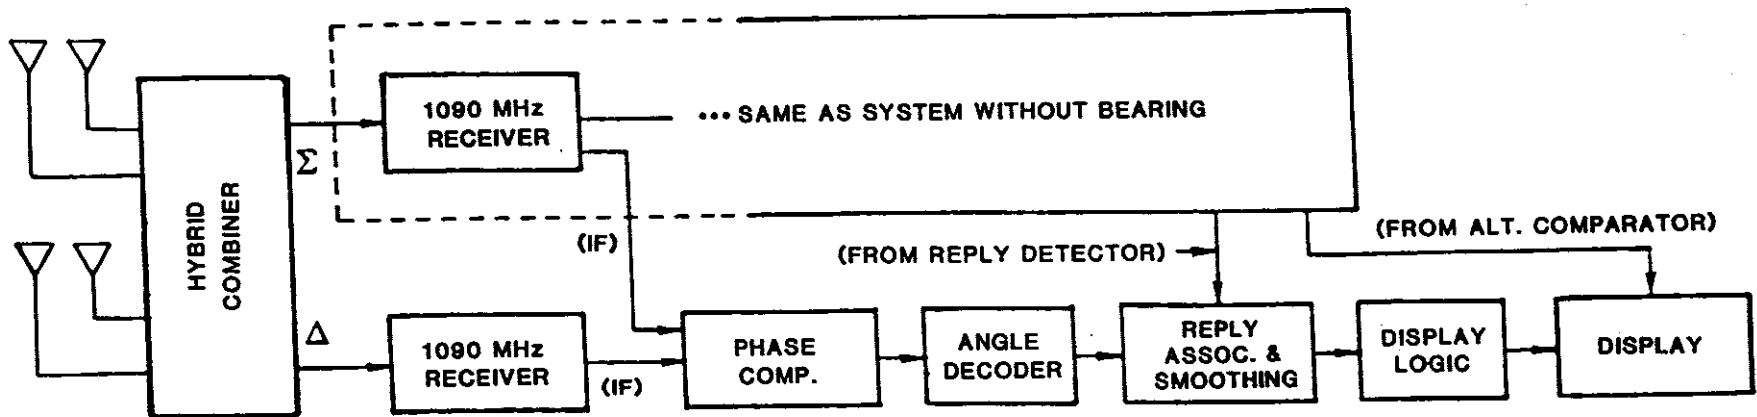 1090 MHz
RECEIVER
••• SAME AS SYSTEM WITHOUT BEARING
HYBRID
COMBINER
Σ
(IF)
(FROM REPLY DETECTOR)
(FROM ALT. COMPARATOR)
Δ
1090 MHz
RECEIVER
(IF)
PHASE
COMP.
ANGLE
DECODER
REPLY
ASSOC. &
SMOOTHING
DISPLAY
LOGIC
DISPLAY